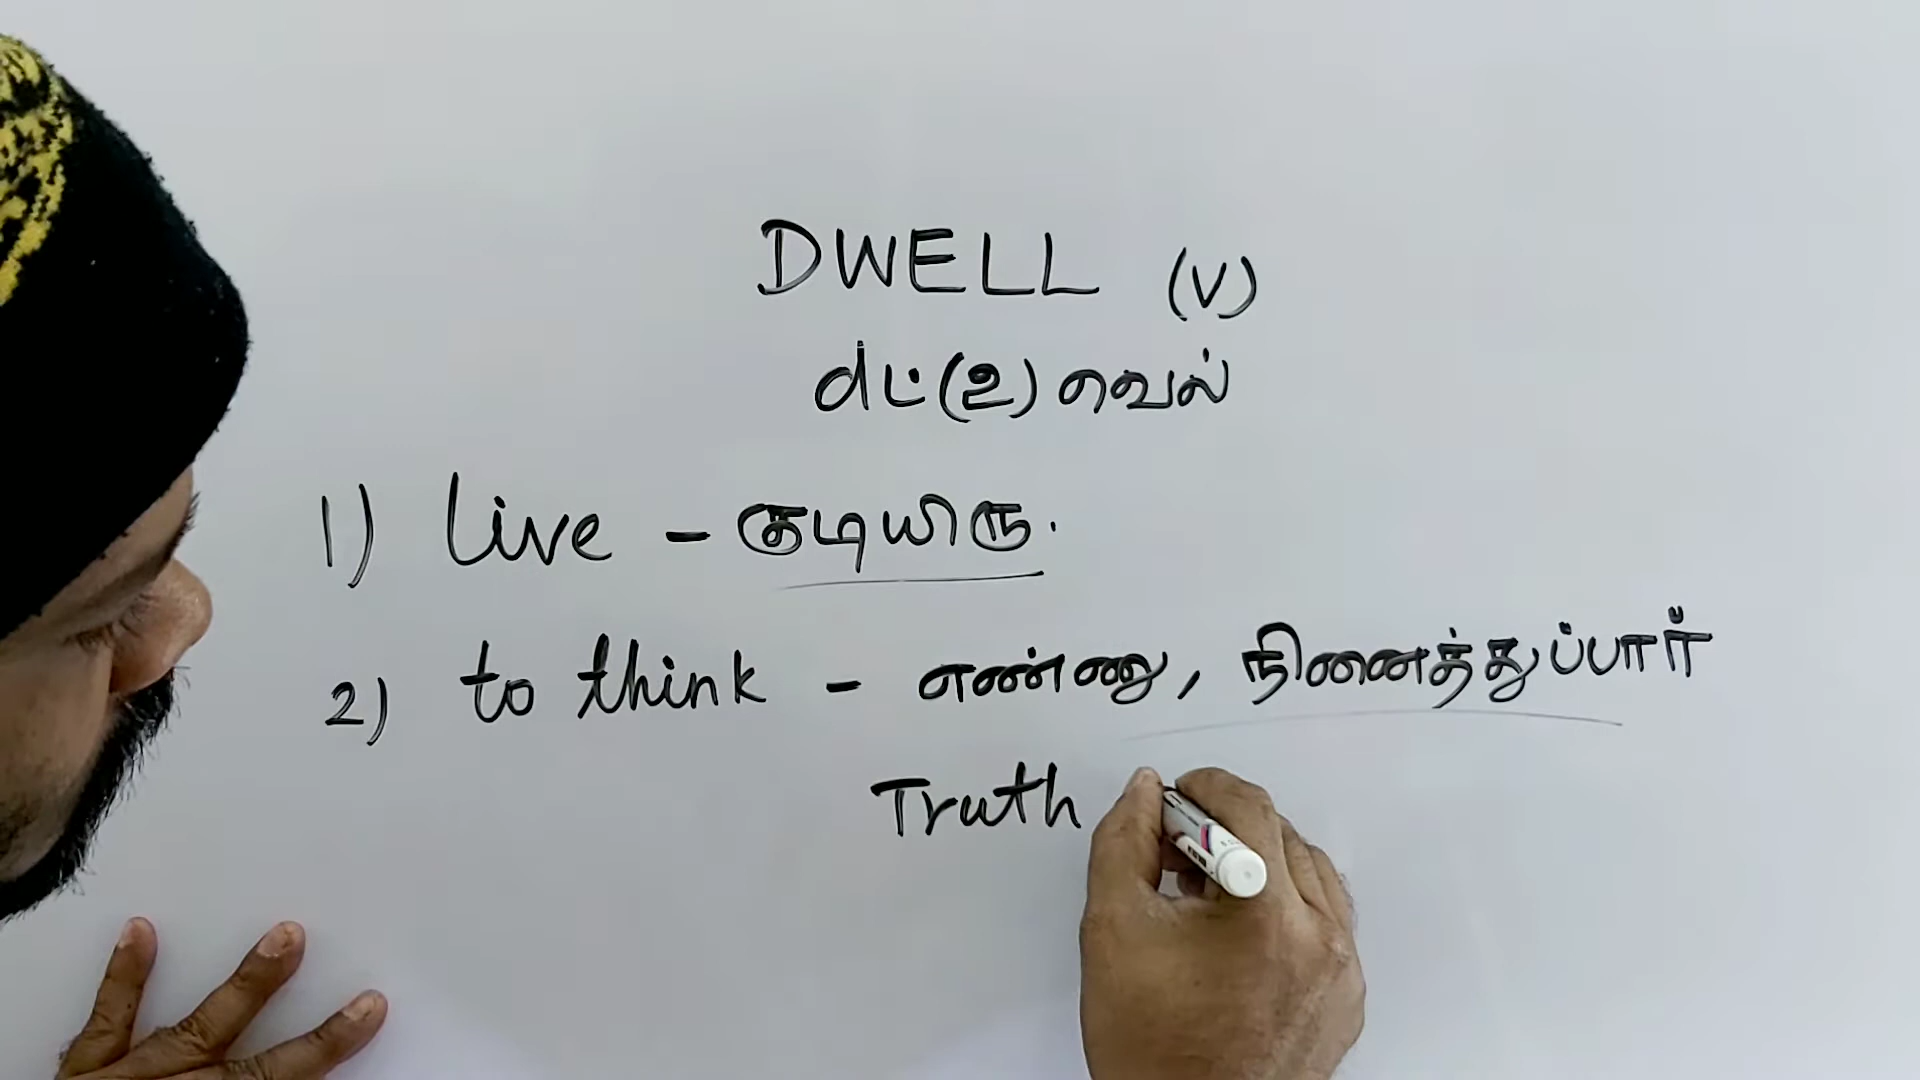 DWELL (V)
dட்(உ)வெல்
1) Live - குடியிரு.
2) to think - எண்ணு, நினைத்துப்பார்
Truth